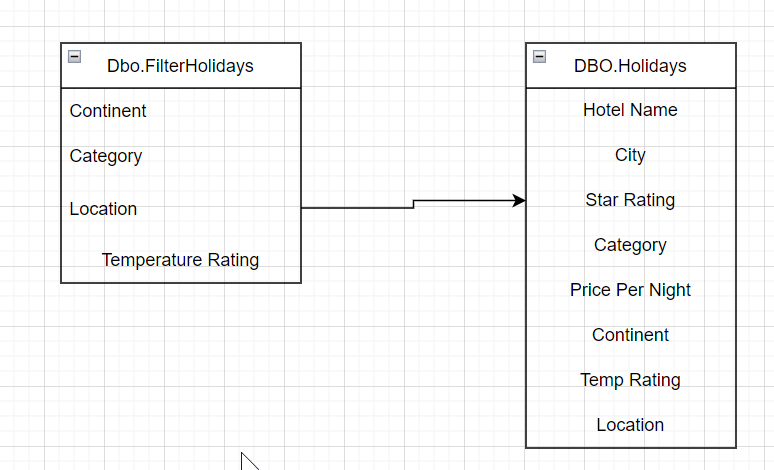 Dbo.FilterHolidays
Continent
Category
Location
Temperature Rating
DBO.Holidays
Hotel Name
City
Star Rating
Category
Price Per Night
Continent
Temp Rating
Location